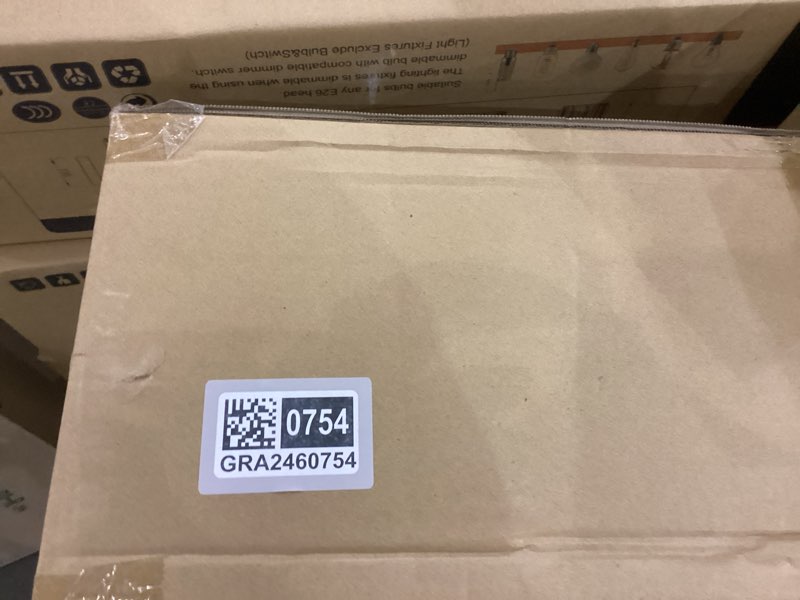 Suitable bulbs for any E26 head
The lighting fixtures is dimmable when using the
dimmable bulb with compatible dimmer switch.
(Light Fixtures Exclude Bulb&Switch)
0754
GRA2460754